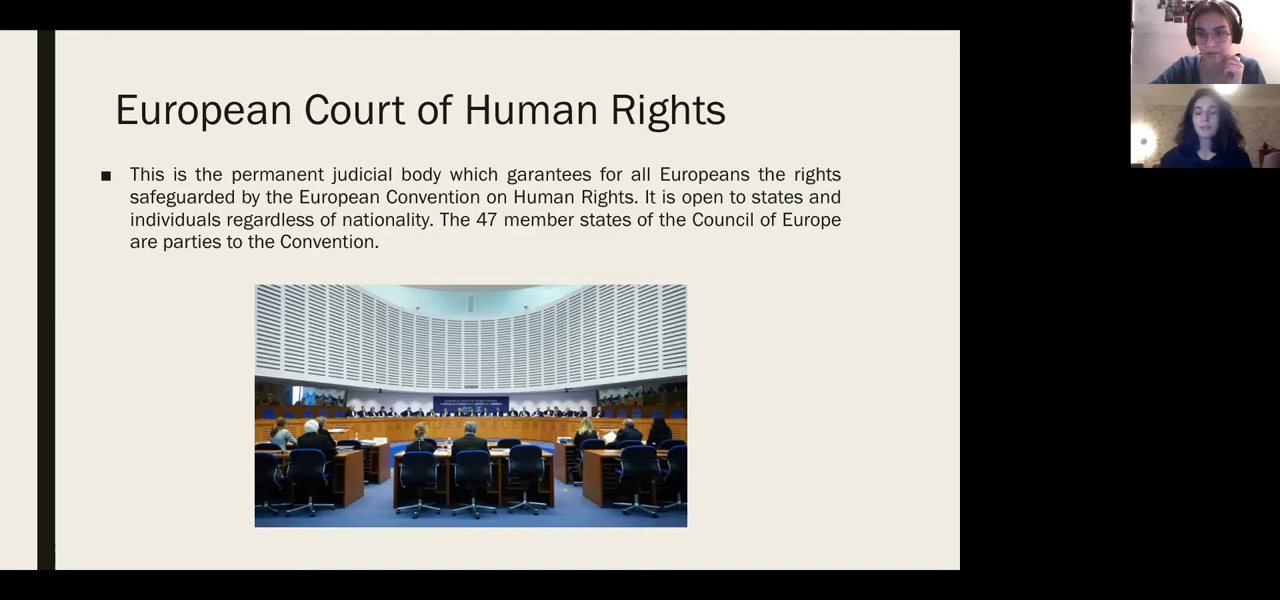 European Court of Human Rights
This is the permanent judicial body which garantees for all Europeans the rights
safeguarded by the European Convention on Human Rights. It is open to states and
individuals regardless of nationality. The 47 member states of the Council of Europe
are parties to the Convention.